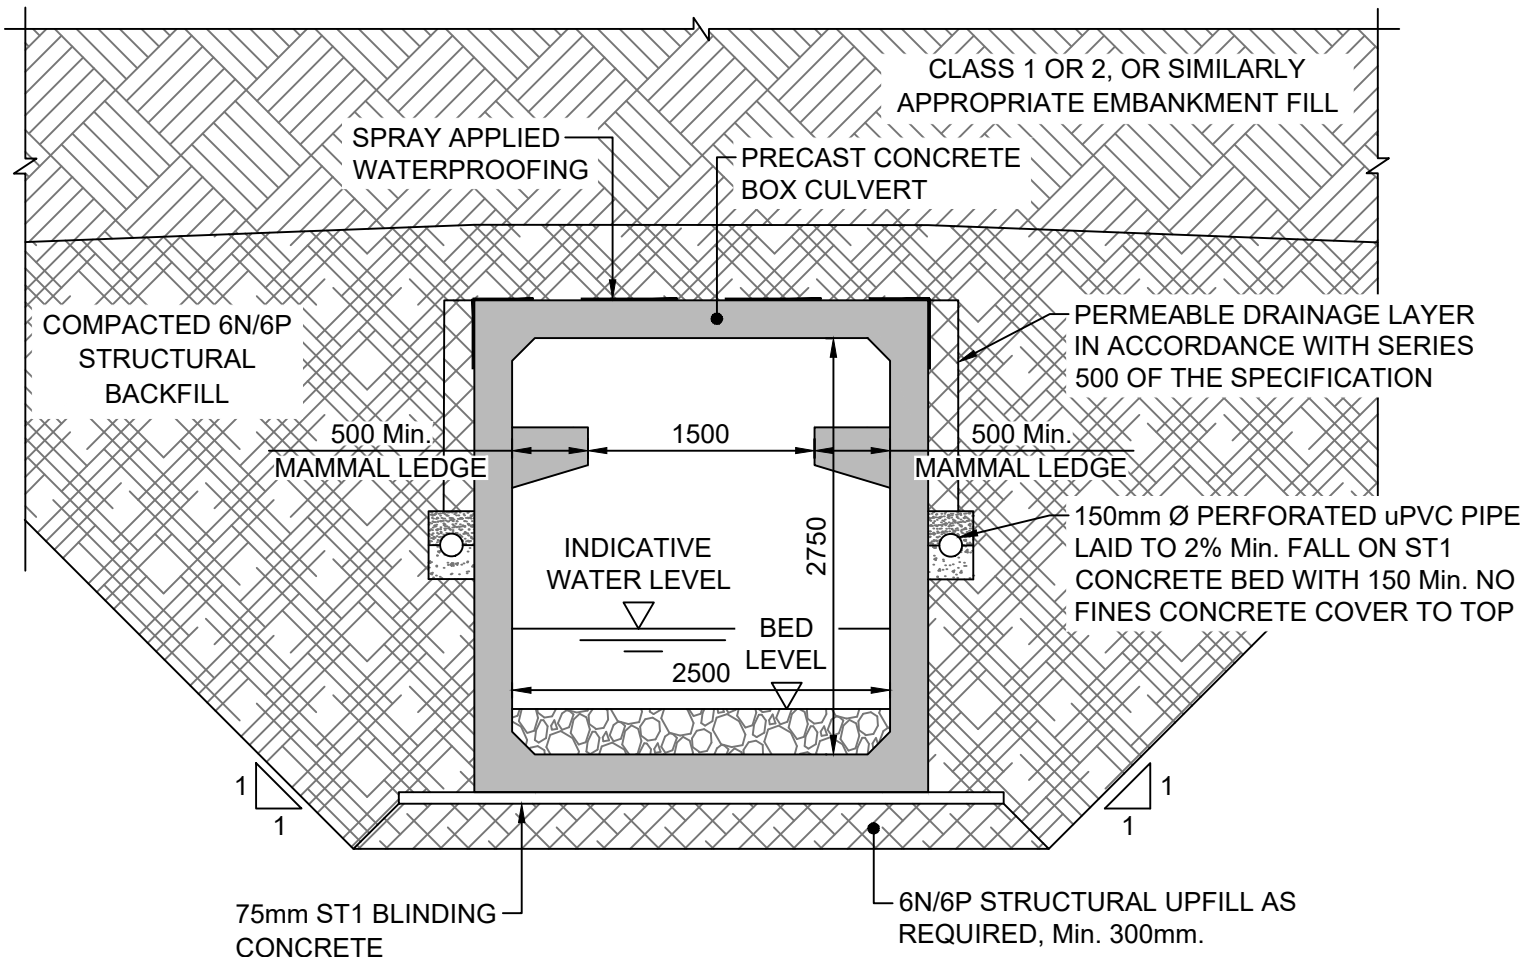 CLASS 1 OR 2, OR SIMILARLY
APPROPRIATE EMBANKMENT FILL
SPRAY APPLIED
WATERPROOFING
PRECAST CONCRETE
BOX CULVERT
COMPACTED 6N/6P
STRUCTURAL
BACKFILL
PERMEABLE DRAINAGE LAYER
IN ACCORDANCE WITH SERIES
500 OF THE SPECIFICATION
500 Min.
MAMMAL LEDGE
1500
500 Min.
MAMMAL LEDGE
150mm Ø PERFORATED uPVC PIPE
LAID TO 2% Min. FALL ON ST1
CONCRETE BED WITH 150 Min. NO
FINES CONCRETE COVER TO TOP
INDICATIVE
WATER LEVEL
2750
BED
LEVEL
2500
1
1
1
1
75mm ST1 BLINDING
CONCRETE
6N/6P STRUCTURAL UPFILL AS
REQUIRED, Min. 300mm.